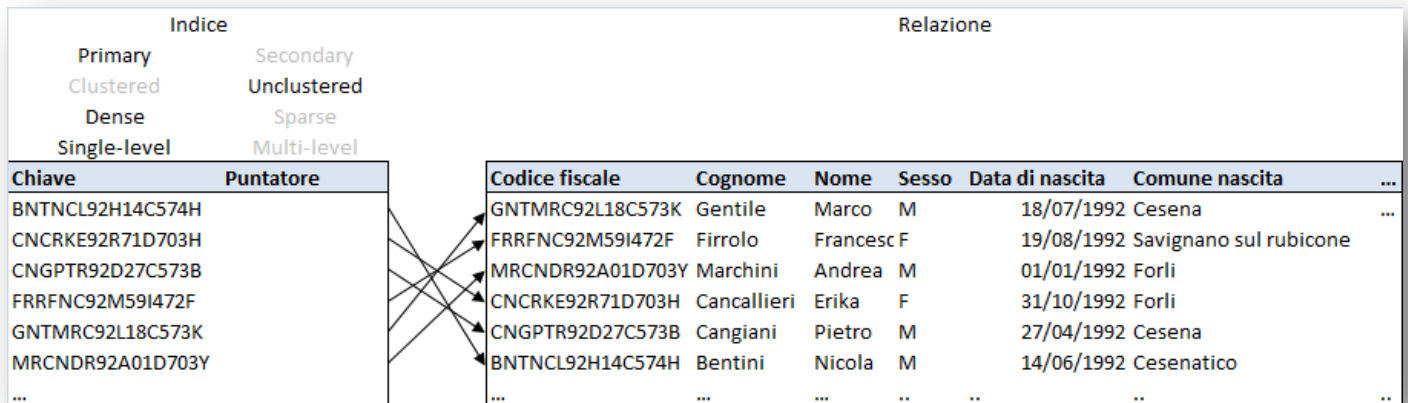 Indice Relazione
Primary Secondary
Clustered Unclustered
Dense Sparse
Single-level Multi-level
Chiave Puntatore Codice fiscale Cognome Nome Sesso Data di nascita Comune nascita ...
BNTNCL92H14C574H GNTMRC92L18C573K Gentile Marco M 18/07/1992 Cesena ...
CNCRKE92R71D703H FRRFNC92M59I472F Firrolo Francesc F 19/08/1992 Savignano sul rubicone
CNGPTR92D27C573B MRCNDR92A01D703Y Marchini Andrea M 01/01/1992 Forli
FRRFNC92M59I472F CNCRKE92R71D703H Cancallieri Erika F 31/10/1992 Forli
GNTMRC92L18C573K CNGPTR92D27C573B Cangiani Pietro M 27/04/1992 Cesena
MRCNDR92A01D703Y BNTNCL92H14C574H Bentini Nicola M 14/06/1992 Cesenatico
... ... ... ... .. .. .. ..